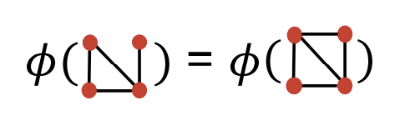 ϕ( ) = ϕ( )